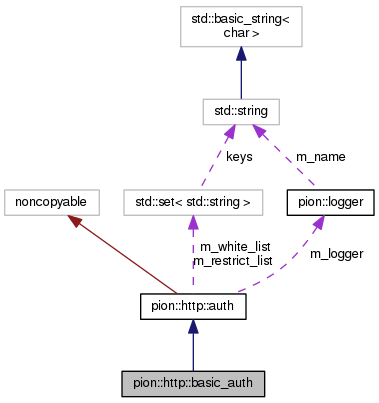 std::basic_string<
char >
std::string
keys
m_name
noncopyable
std::set< std::string >
pion::logger
m_white_list
m_restrict_list
m_logger
pion::http::auth
pion::http::basic_auth